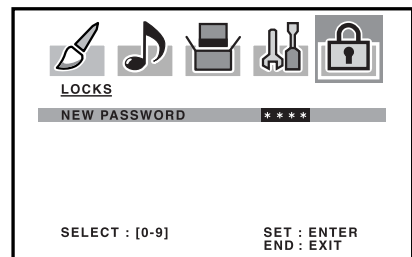 LOCKS
NEW PASSWORD ****
SELECT : [0-9] SET : ENTER
END : EXIT